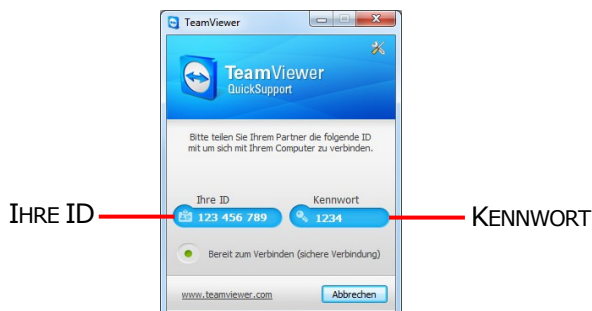 TeamViewer
TeamViewer
QuickSupport
Bitte teilen Sie Ihrem Partner die folgende ID
mit um sich mit Ihrem Computer zu verbinden.
Ihre ID Kennwort
IHRE ID 123 456 789 1234 KENNWORT
Bereit zum Verbinden (sichere Verbindung)
www.teamviewer.com Abbrechen